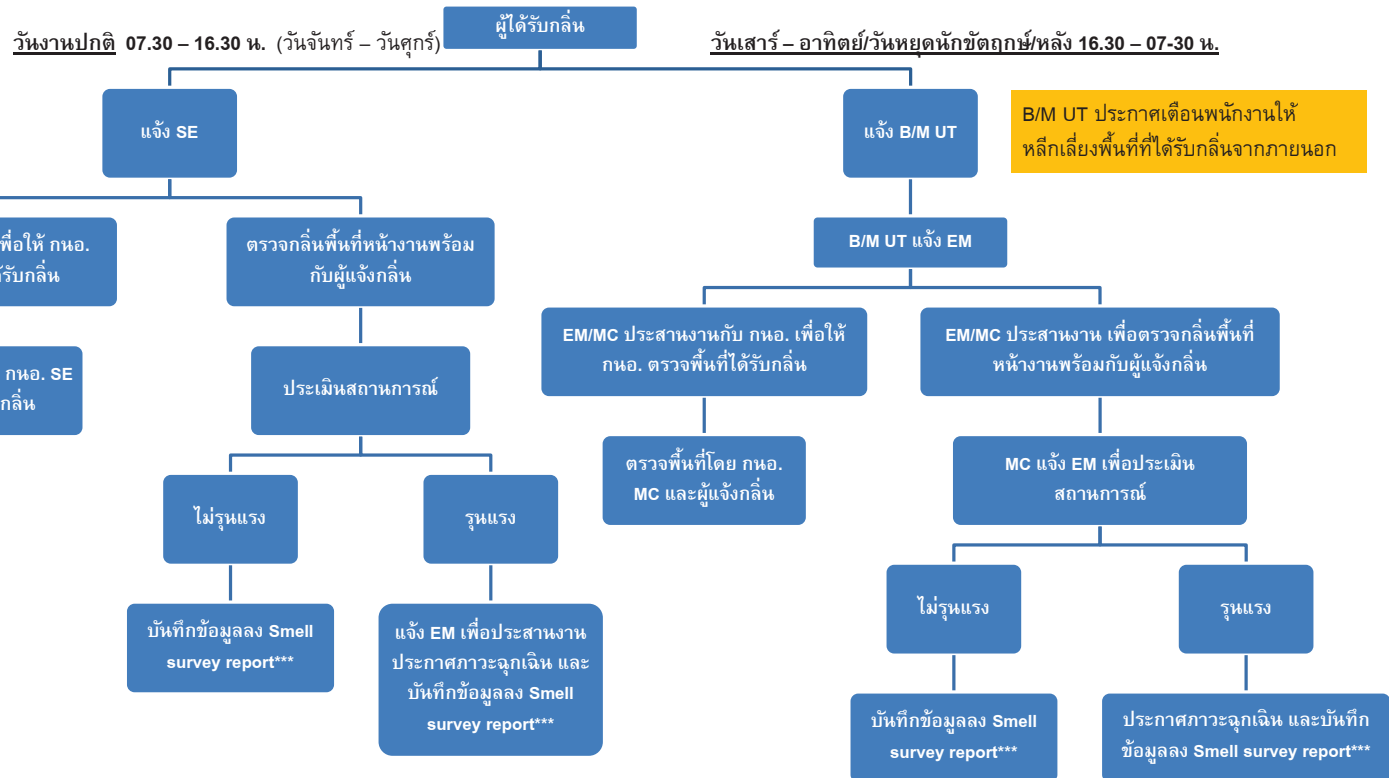 ผู้ได้รับกลิ่น
วันงานปกติ 07.30 – 16.30 น. (วันจันทร์ – วันศุกร์)
วันเสาร์ – อาทิตย์/วันหยุดนักขัตฤกษ์/หลัง 16.30 – 07-30 น.
แจ้ง SE
แจ้ง B/M UT
B/M UT ประกาศเตือนพนักงานให้
หลีกเลี่ยงพื้นที่ที่ได้รับกลิ่นจากภายนอก
พื่อให้ กนอ.
รับกลิ่น
ตรวจกลิ่นพื้นที่หน้างานพร้อม
กับผู้แจ้งกลิ่น
B/M UT แจ้ง EM
กนอ. SE
กลิ่น
ประเมินสถานการณ์
EM/MC ประสานงานกับ กนอ. เพื่อให้
กนอ. ตรวจพื้นที่ได้รับกลิ่น
EM/MC ประสานงาน เพื่อตรวจกลิ่นพื้นที่
หน้างานพร้อมกับผู้แจ้งกลิ่น
ตรวจพื้นที่โดย กนอ.
MC และผู้แจ้งกลิ่น
MC แจ้ง EM เพื่อประเมิน
สถานการณ์
ไม่รุนแรง
รุนแรง
ไม่รุนแรง
รุนแรง
บันทึกข้อมูลลง Smell
survey report***
แจ้ง EM เพื่อประสานงาน
ประกาศภาวะฉุกเฉิน และ
บันทึกข้อมูลลง Smell
survey report***
บันทึกข้อมูลลง Smell
survey report***
ประกาศภาวะฉุกเฉิน และบันทึก
ข้อมูลลง Smell survey report***